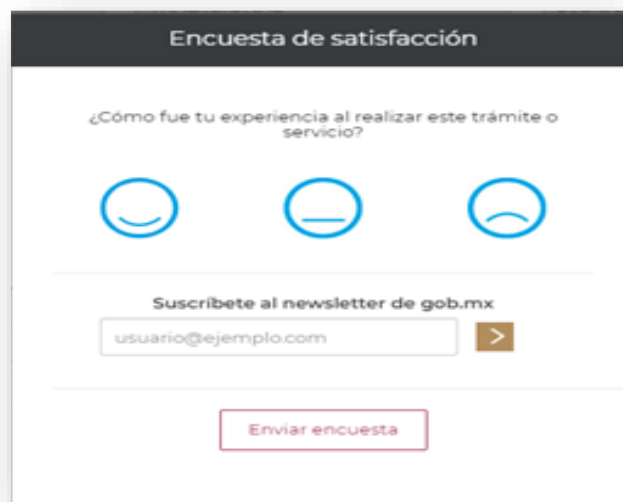 Encuesta de satisfacción
¿Cómo fue tu experiencia al realizar este trámite o
servicio?
Suscríbete al newsletter de gob.mx
usuario@ejemplo.com
Enviar encuesta